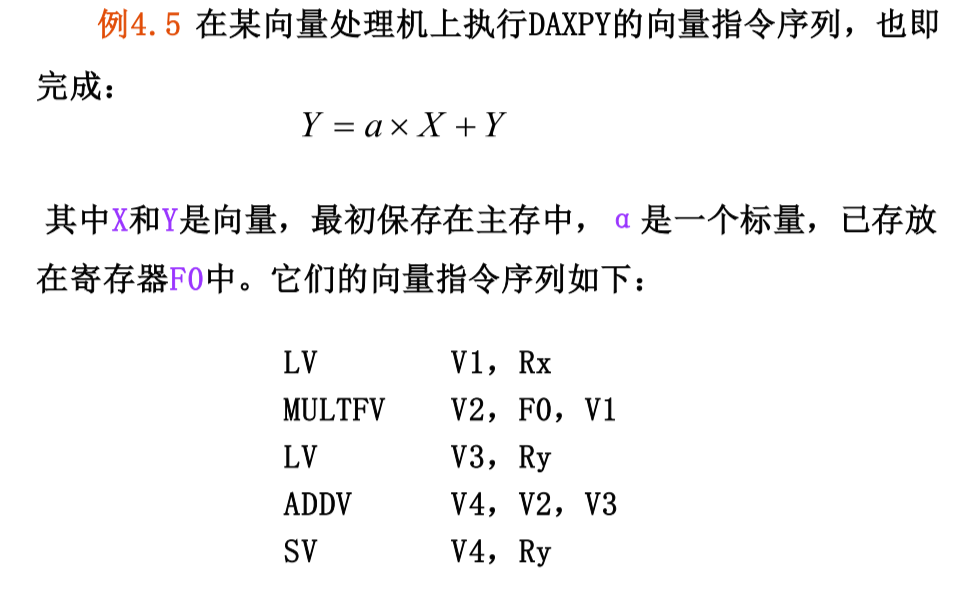 例4.5 在某向量处理机上执行DAXPY的向量指令序列，也即
完成：
Y = a × X + Y
其中X和Y是向量，最初保存在主存中，α是一个标量，已存放
在寄存器F0中。它们的向量指令序列如下：
LV V1，Rx
MULTFV V2，F0，V1
LV V3，Ry
ADDV V4，V2，V3
SV V4，Ry